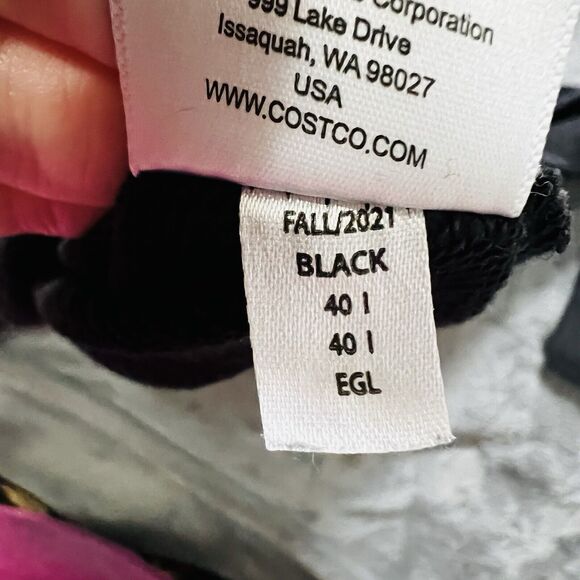 Corporation
999 Lake Drive
Issaquah, WA 98027
USA
WWW.COSTCO.COM
FALL/2021
BLACK
40 I
40 I
EGL